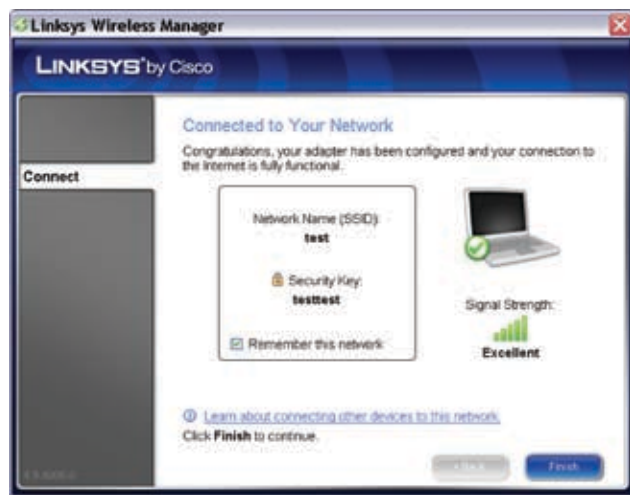 Linksys Wireless Manager
LINKSYS® by Cisco
Connected to Your Network
Congratulations, your adapter has been configured and your connection to
the Internet is fully functional.
Connect
Network Name (SSID):
test
Security Key:
testtest
Remember this network
Signal Strength:
Excellent
Learn about connecting other devices to this network.
Click Finish to continue.
Finish